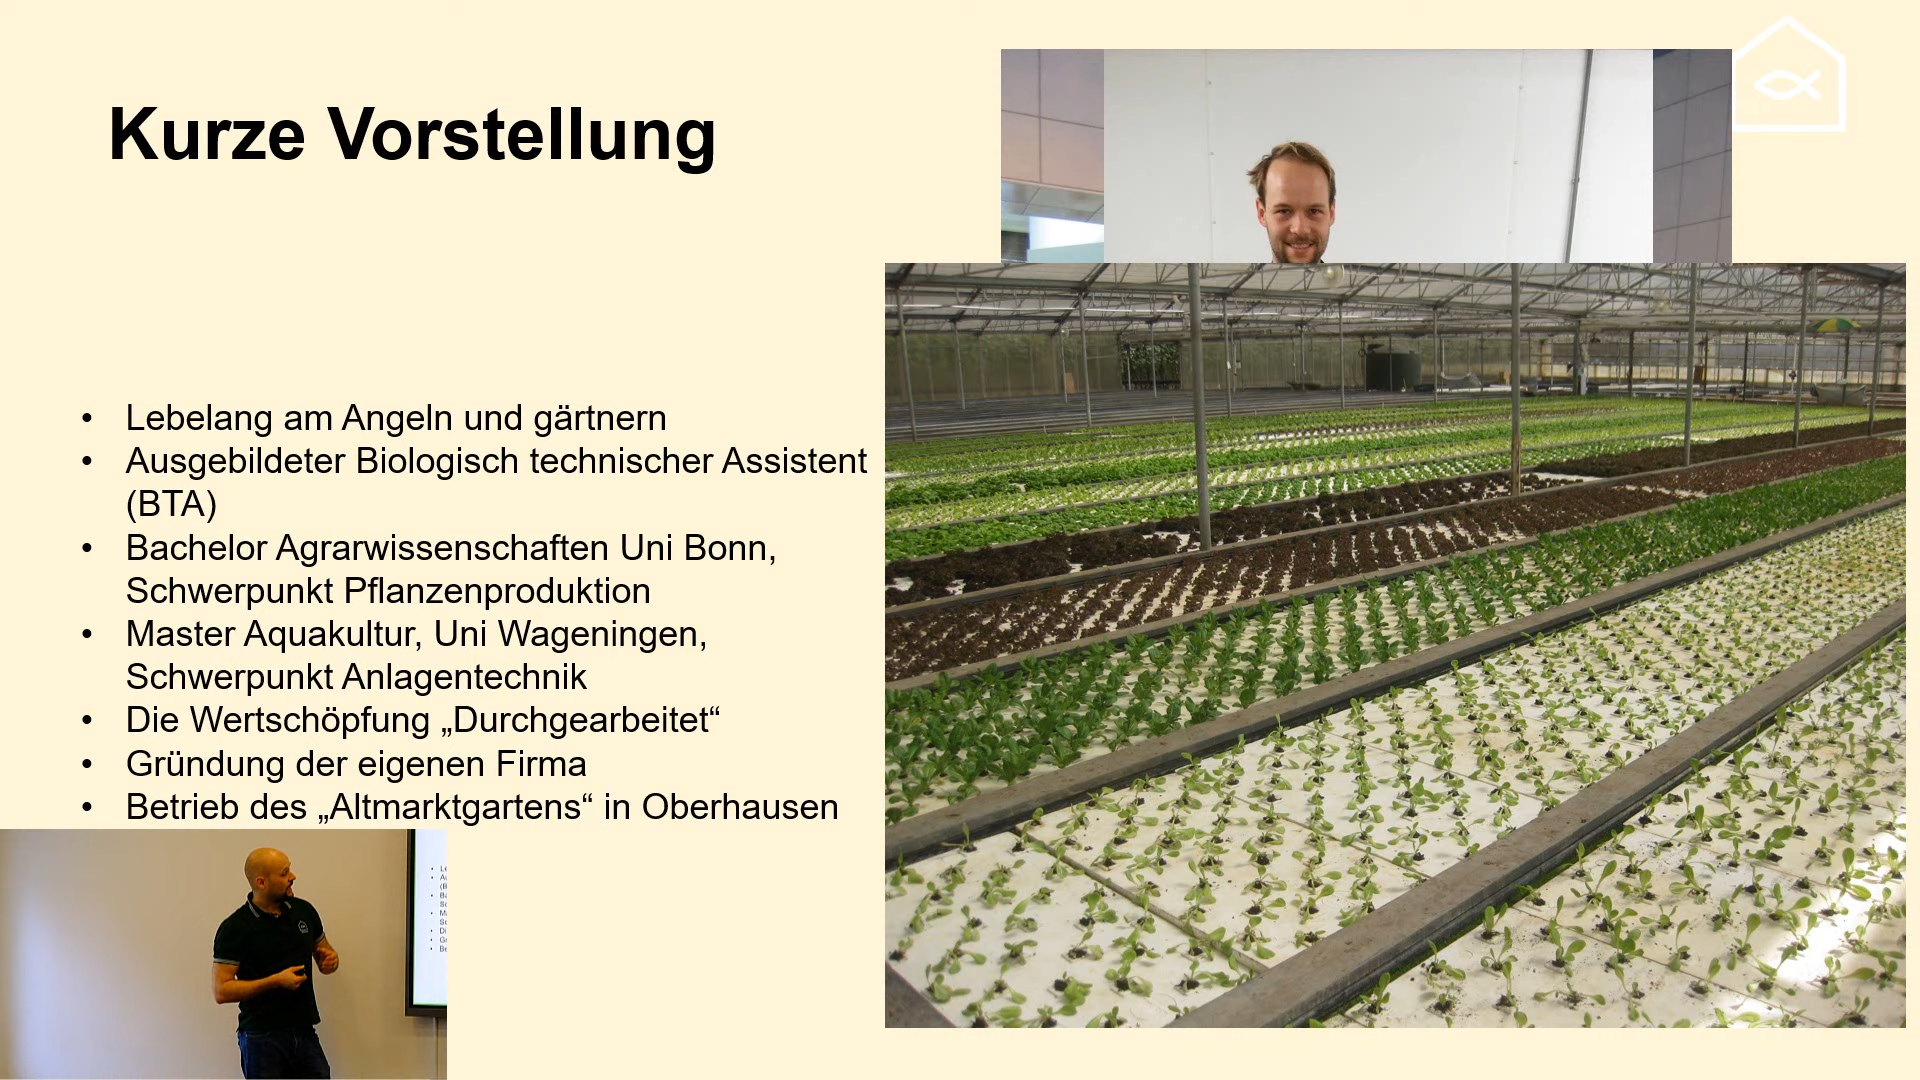 Kurze Vorstellung
• Lebelang am Angeln und gärtnern
• Ausgebildeter Biologisch technischer Assistent
(BTA)
• Bachelor Agrarwissenschaften Uni Bonn,
Schwerpunkt Pflanzenproduktion
• Master Aquakultur, Uni Wageningen,
Schwerpunkt Anlagentechnik
• Die Wertschöpfung „Durchgearbeitet“
• Gründung der eigenen Firma
• Betrieb des „Altmarktgartens“ in Oberhausen